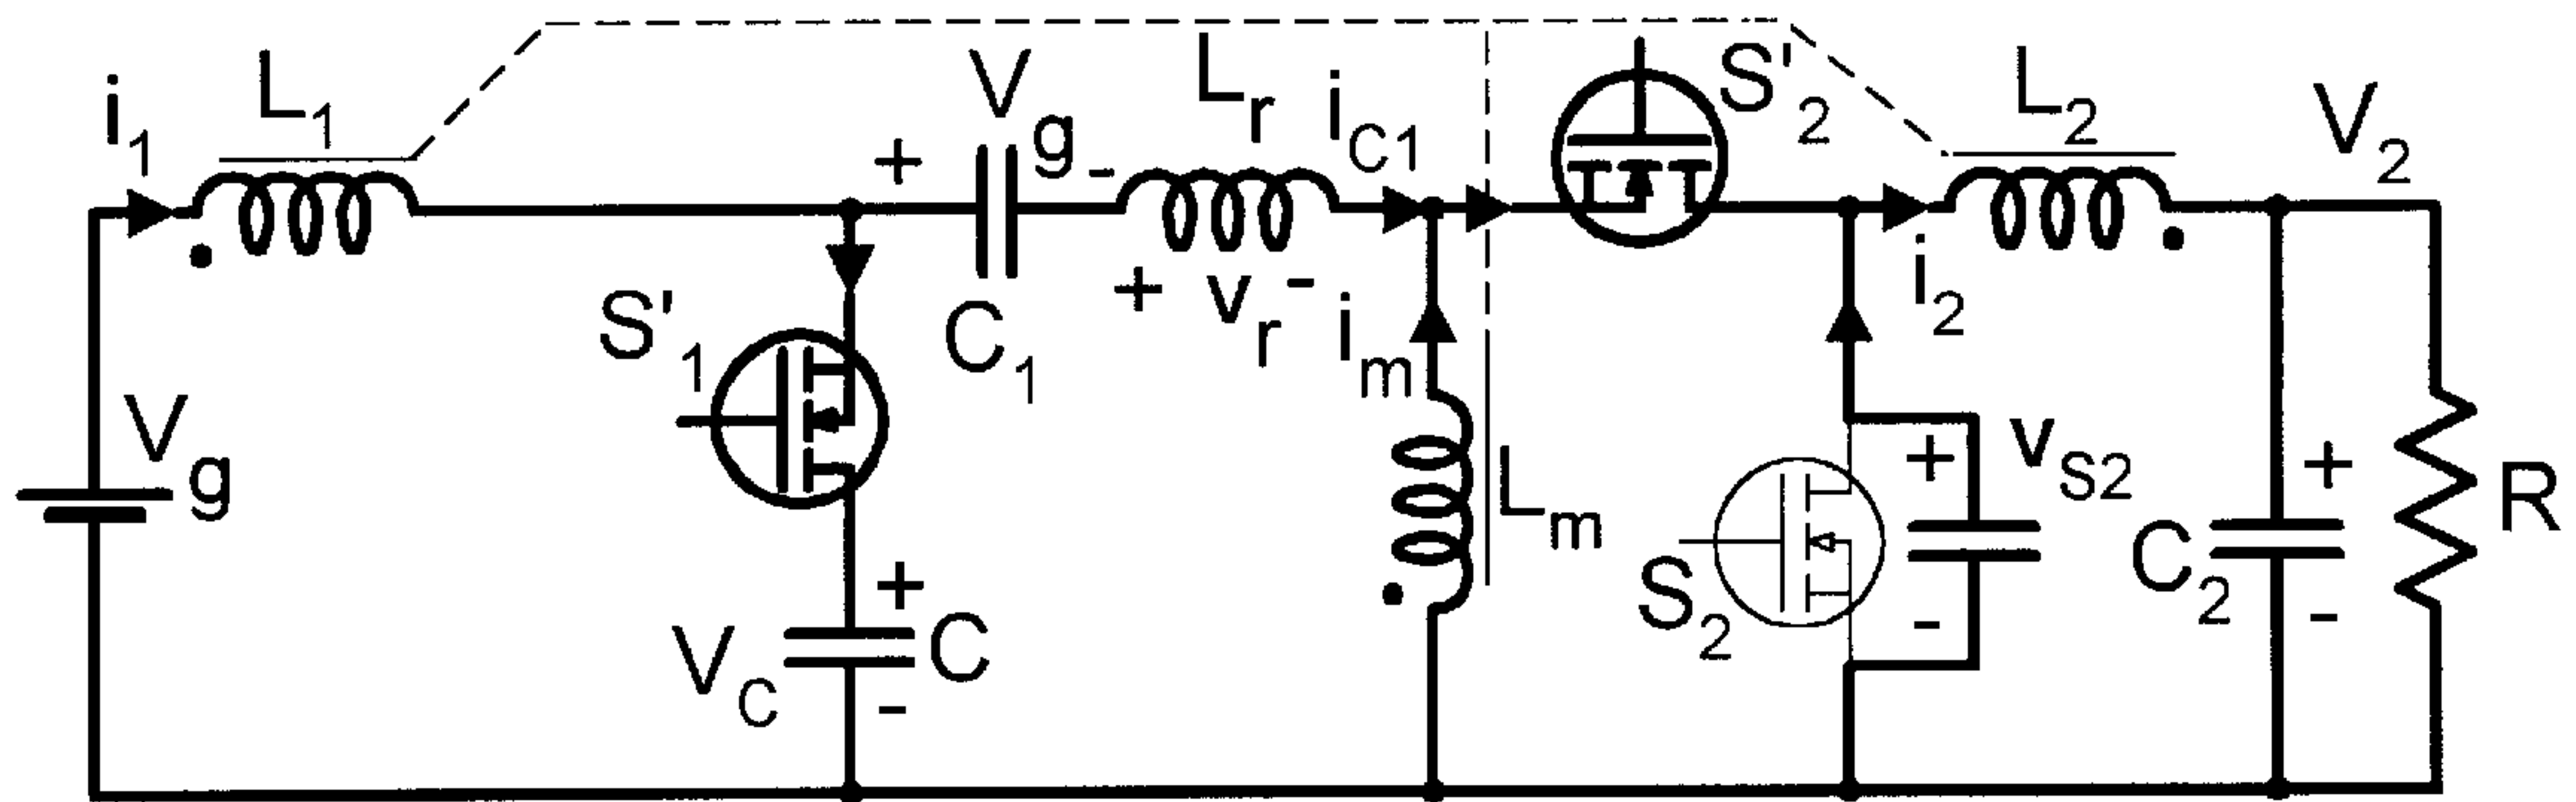 i1
L1
Vg
+
-
Lr
iC1
S'2
L2
V2
S'1
C1
+ vr -
im
i2
Vg
Lm
+
vS2
-
S2
+
C2
-
R
+
VC
C
-